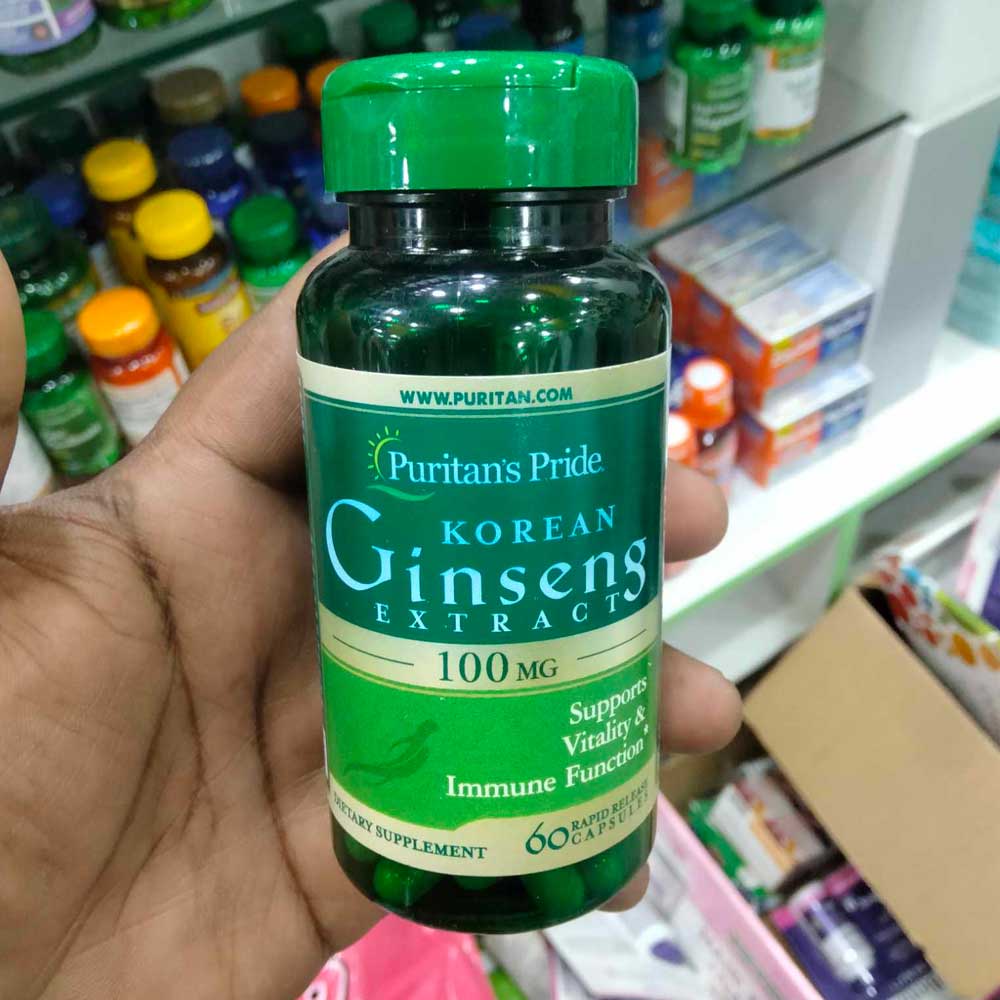 WWW.PURITAN.COM
Puritan's Pride
KOREAN
Ginseng
EXTRACT
100 MG
Supports
Vitality &
Immune Function*
DIETARY SUPPLEMENT
60 RAPID RELEASE
CAPSULES